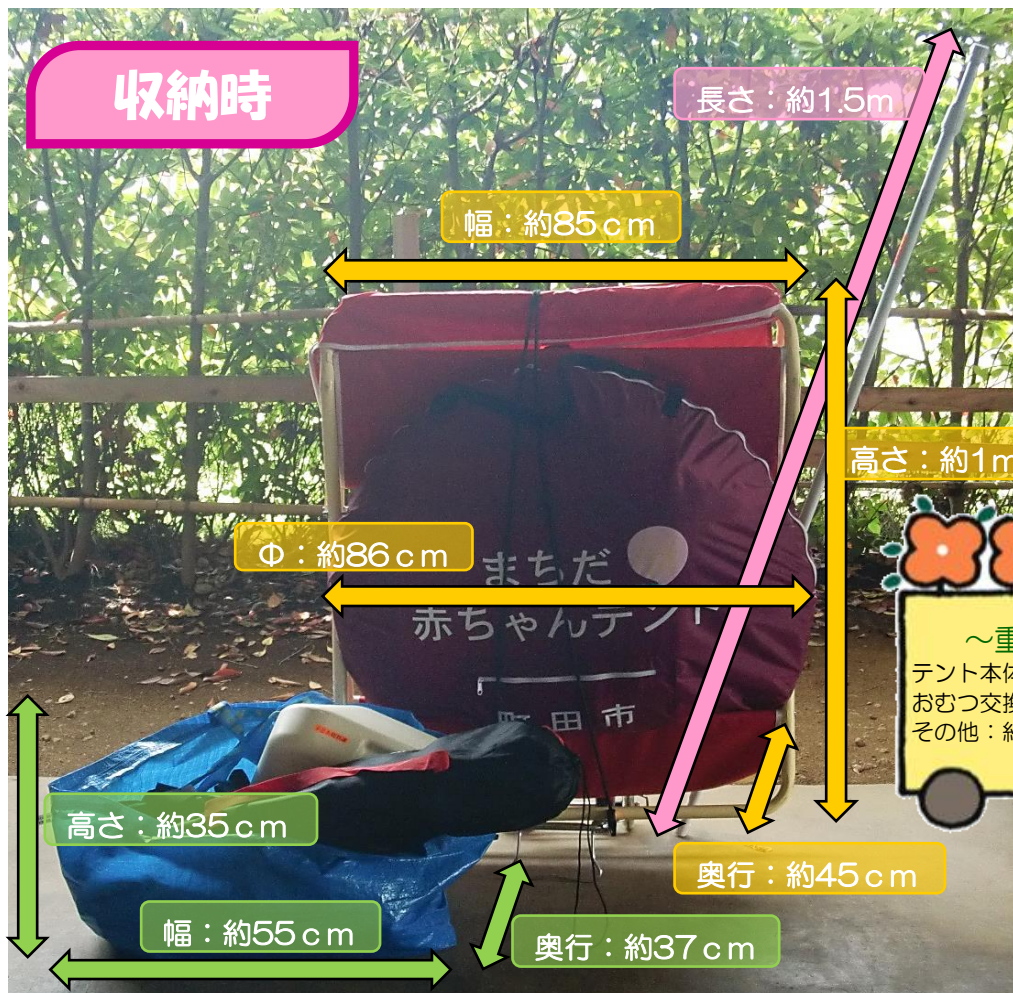 収納時
長さ：約1.5m
幅：約85cm
高さ：約1m
Φ：約86cm
まちだ
赤ちゃんテント
町田市
～重
テント本体
おむつ交換
その他：約
高さ：約35cm
奥行：約45cm
幅：約55cm
奥行：約37cm